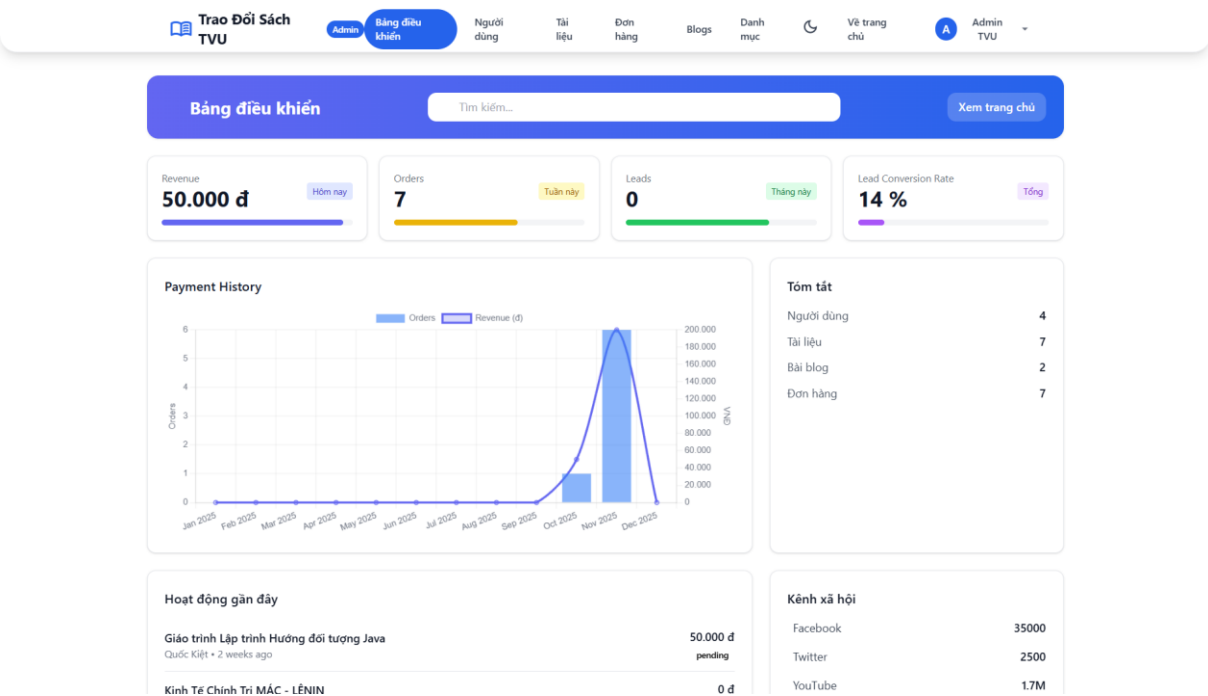 Trao Đổi Sách
TVU
Admin
Bảng điều
khiển
Người
dùng
Tài
liệu
Đơn
hàng
Blogs
Danh
mục
Về trang
chủ
A
Admin
TVU
Bảng điều khiển
Tìm kiếm...
Xem trang chủ
Revenue
50.000 đ
Hôm nay
Orders
7
Tuần này
Leads
0
Tháng này
Lead Conversion Rate
14 %
Tổng
Payment History
Orders
Revenue (đ)
6
5
4
3
2
1
0
Orders
200.000
180.000
160.000
140.000
120.000
100.000
80.000
60.000
40.000
20.000
0
VNĐ
Jan 2025
Feb 2025
Mar 2025
Apr 2025
May 2025
Jun 2025
Jul 2025
Aug 2025
Sep 2025
Oct 2025
Nov 2025
Dec 2025
Tóm tắt
Người dùng 4
Tài liệu 7
Bài blog 2
Đơn hàng 7
Hoạt động gần đây
Giáo trình Lập trình Hướng đối tượng Java 50.000 đ
Quốc Kiệt • 2 weeks ago pending
Kinh Tế Chính Trị MÁC - LÊNIN 0 đ
Kênh xã hội
Facebook 35000
Twitter 2500
YouTube 1.7M